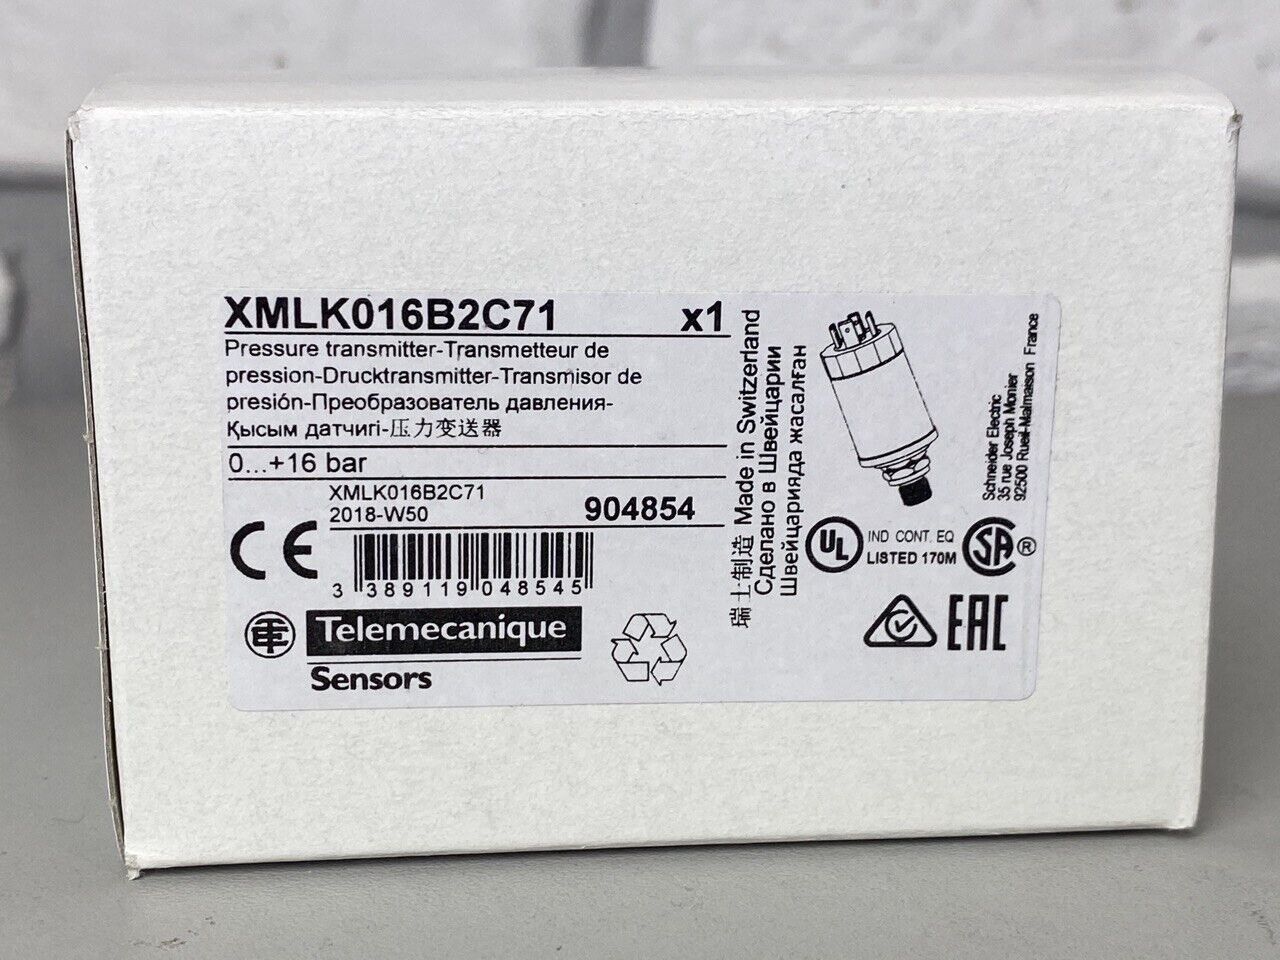 XMLK016B2C71 x1
Pressure transmitter-Transmetteur de
pression-Drucktransmitter-Transmisor de
presión-Преобразователь давления-
Қысым датчигі-压力变送器
0...+16 bar
XMLK016B2C71
2018-W50
904854
CE
3 389119 048545
Telemecanique
Sensors
瑞士制造 Made in Switzerland
Сделано в Швейцарии
Швейцарияда жасалған
Schneider Electric
35 rue Joseph Monier
92500 Rueil-Malmaison France
UL
IND CONT. EQ
LISTED 170M
SA ®
EAC